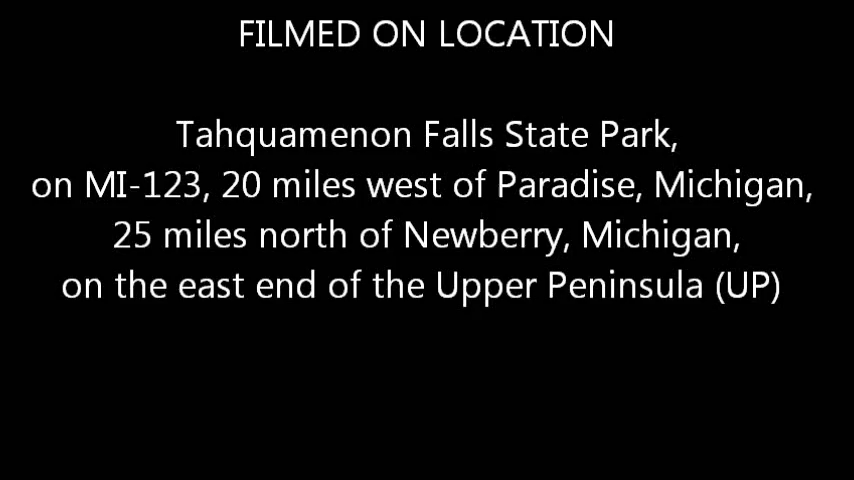 FILMED ON LOCATION
Tahquamenon Falls State Park,
on MI-123, 20 miles west of Paradise, Michigan,
25 miles north of Newberry, Michigan,
on the east end of the Upper Peninsula (UP)